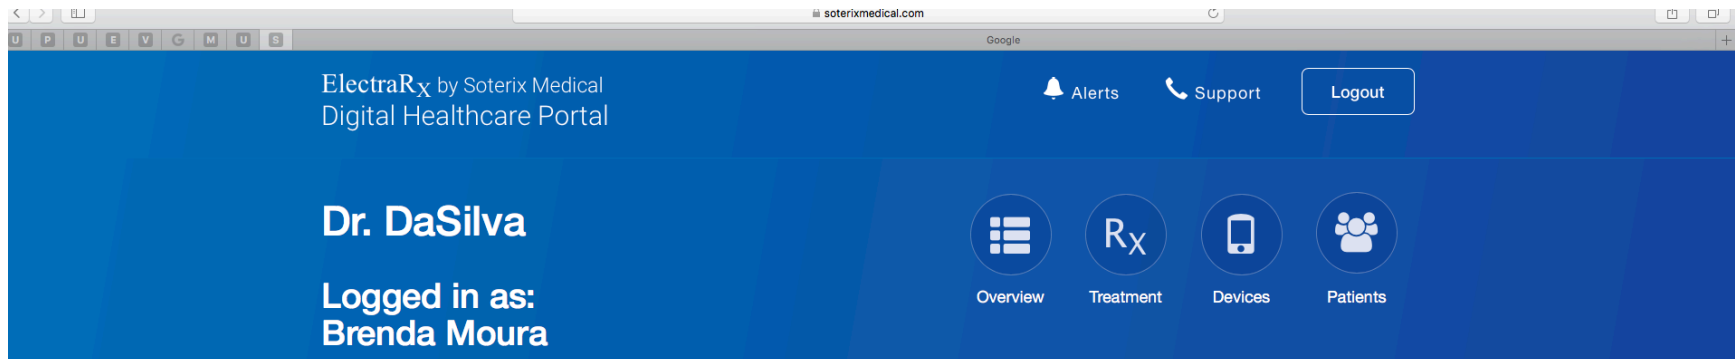 soterixmedical.com
U P U E V G M U S Google
ElectraRx by Soterix Medical
Digital Healthcare Portal
Alerts Support Logout
Dr. DaSilva
Logged in as:
Brenda Moura
Rx
Overview Treatment Devices Patients